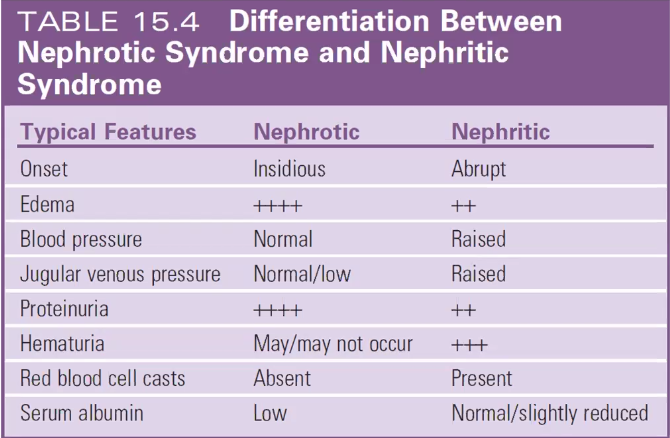 TABLE 15.4 Differentiation Between
Nephrotic Syndrome and Nephritic
Syndrome
Typical Features Nephrotic Nephritic
Onset Insidious Abrupt
Edema ++++ ++
Blood pressure Normal Raised
Jugular venous pressure Normal/low Raised
Proteinuria ++++ ++
Hematuria May/may not occur +++
Red blood cell casts Absent Present
Serum albumin Low Normal/slightly reduced